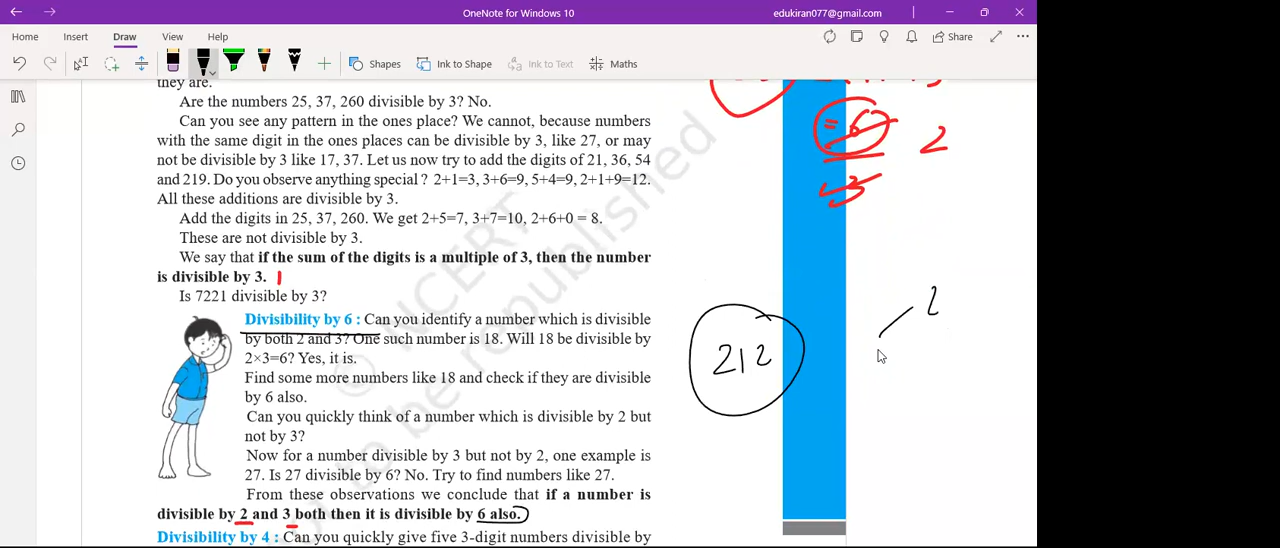 OneNote for Windows 10
edukiran077@gmail.com
Home Insert Draw View Help
Share
Shapes Ink to Shape Ink to Text Maths
they are.
Are the numbers 25, 37, 260 divisible by 3? No.
Can you see any pattern in the ones place? We cannot, because numbers
with the same digit in the ones places can be divisible by 3, like 27, or may
not be divisible by 3 like 17, 37. Let us now try to add the digits of 21, 36, 54
and 219. Do you observe anything special ? 2+1=3, 3+6=9, 5+4=9, 2+1+9=12.
All these additions are divisible by 3.
Add the digits in 25, 37, 260. We get 2+5=7, 3+7=10, 2+6+0 = 8.
These are not divisible by 3.
We say that if the sum of the digits is a multiple of 3, then the number
is divisible by 3.
Is 7221 divisible by 3?
Divisibility by 6 : Can you identify a number which is divisible
by both 2 and 3? One such number is 18. Will 18 be divisible by
2×3=6? Yes, it is.
Find some more numbers like 18 and check if they are divisible
by 6 also.
Can you quickly think of a number which is divisible by 2 but
not by 3?
Now for a number divisible by 3 but not by 2, one example is
27. Is 27 divisible by 6? No. Try to find numbers like 27.
From these observations we conclude that if a number is
divisible by 2 and 3 both then it is divisible by 6 also.
Divisibility by 4 : Can you quickly give five 3-digit numbers divisible by
© NCERT
not to be republished
= 6
2
3
212
2